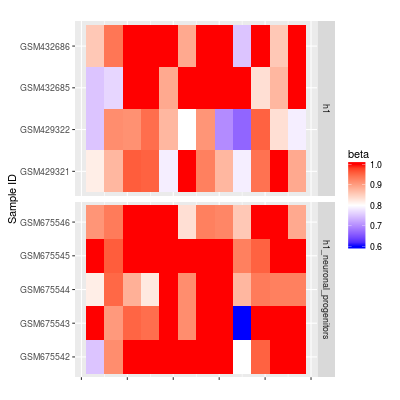 GSM432686
GSM432685
GSM429322
GSM429321
GSM675546
GSM675545
GSM675544
GSM675543
GSM675542
Sample ID
h1
h1_neuronal_progenitors
beta
1.0
0.9
0.8
0.7
0.6